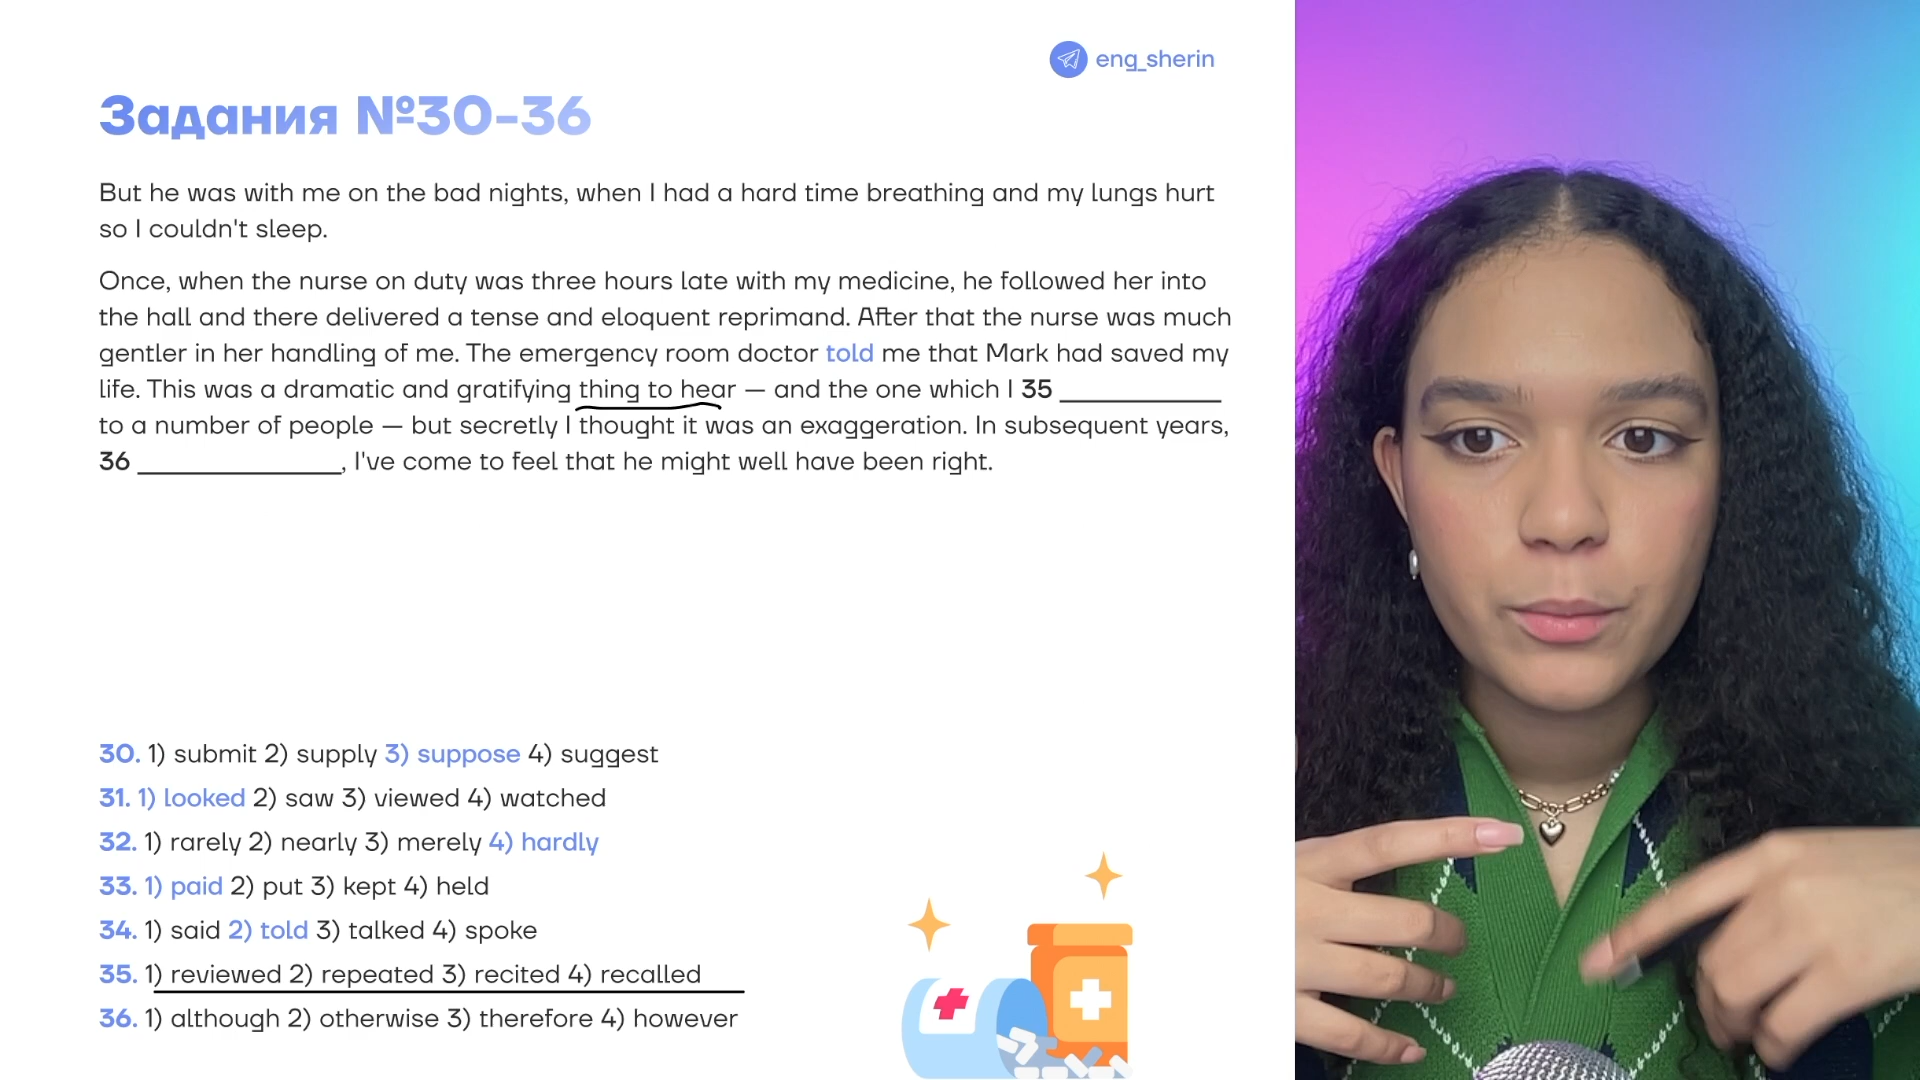 eng_sherin
Задания №30-36
But he was with me on the bad nights, when I had a hard time breathing and my lungs hurt
so I couldn't sleep.
Once, when the nurse on duty was three hours late with my medicine, he followed her into
the hall and there delivered a tense and eloquent reprimand. After that the nurse was much
gentler in her handling of me. The emergency room doctor told me that Mark had saved my
life. This was a dramatic and gratifying thing to hear — and the one which I 35 ____________
to a number of people — but secretly I thought it was an exaggeration. In subsequent years,
36 _______________, I've come to feel that he might well have been right.
30. 1) submit 2) supply 3) suppose 4) suggest
31. 1) looked 2) saw 3) viewed 4) watched
32. 1) rarely 2) nearly 3) merely 4) hardly
33. 1) paid 2) put 3) kept 4) held
34. 1) said 2) told 3) talked 4) spoke
35. 1) reviewed 2) repeated 3) recited 4) recalled
36. 1) although 2) otherwise 3) therefore 4) however